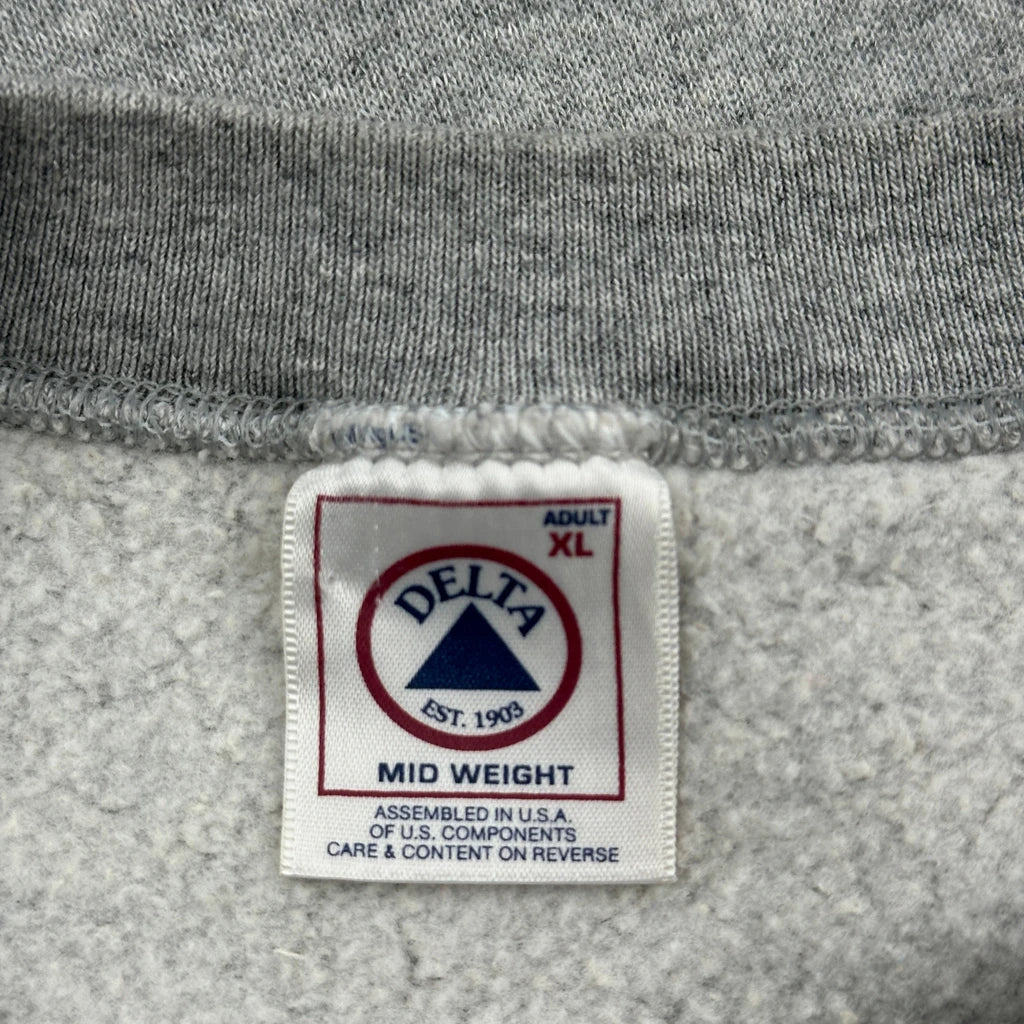 ADULT
XL
DELTA
EST. 1903
MID WEIGHT
ASSEMBLED IN U.S.A.
OF U.S. COMPONENTS
CARE & CONTENT ON REVERSE